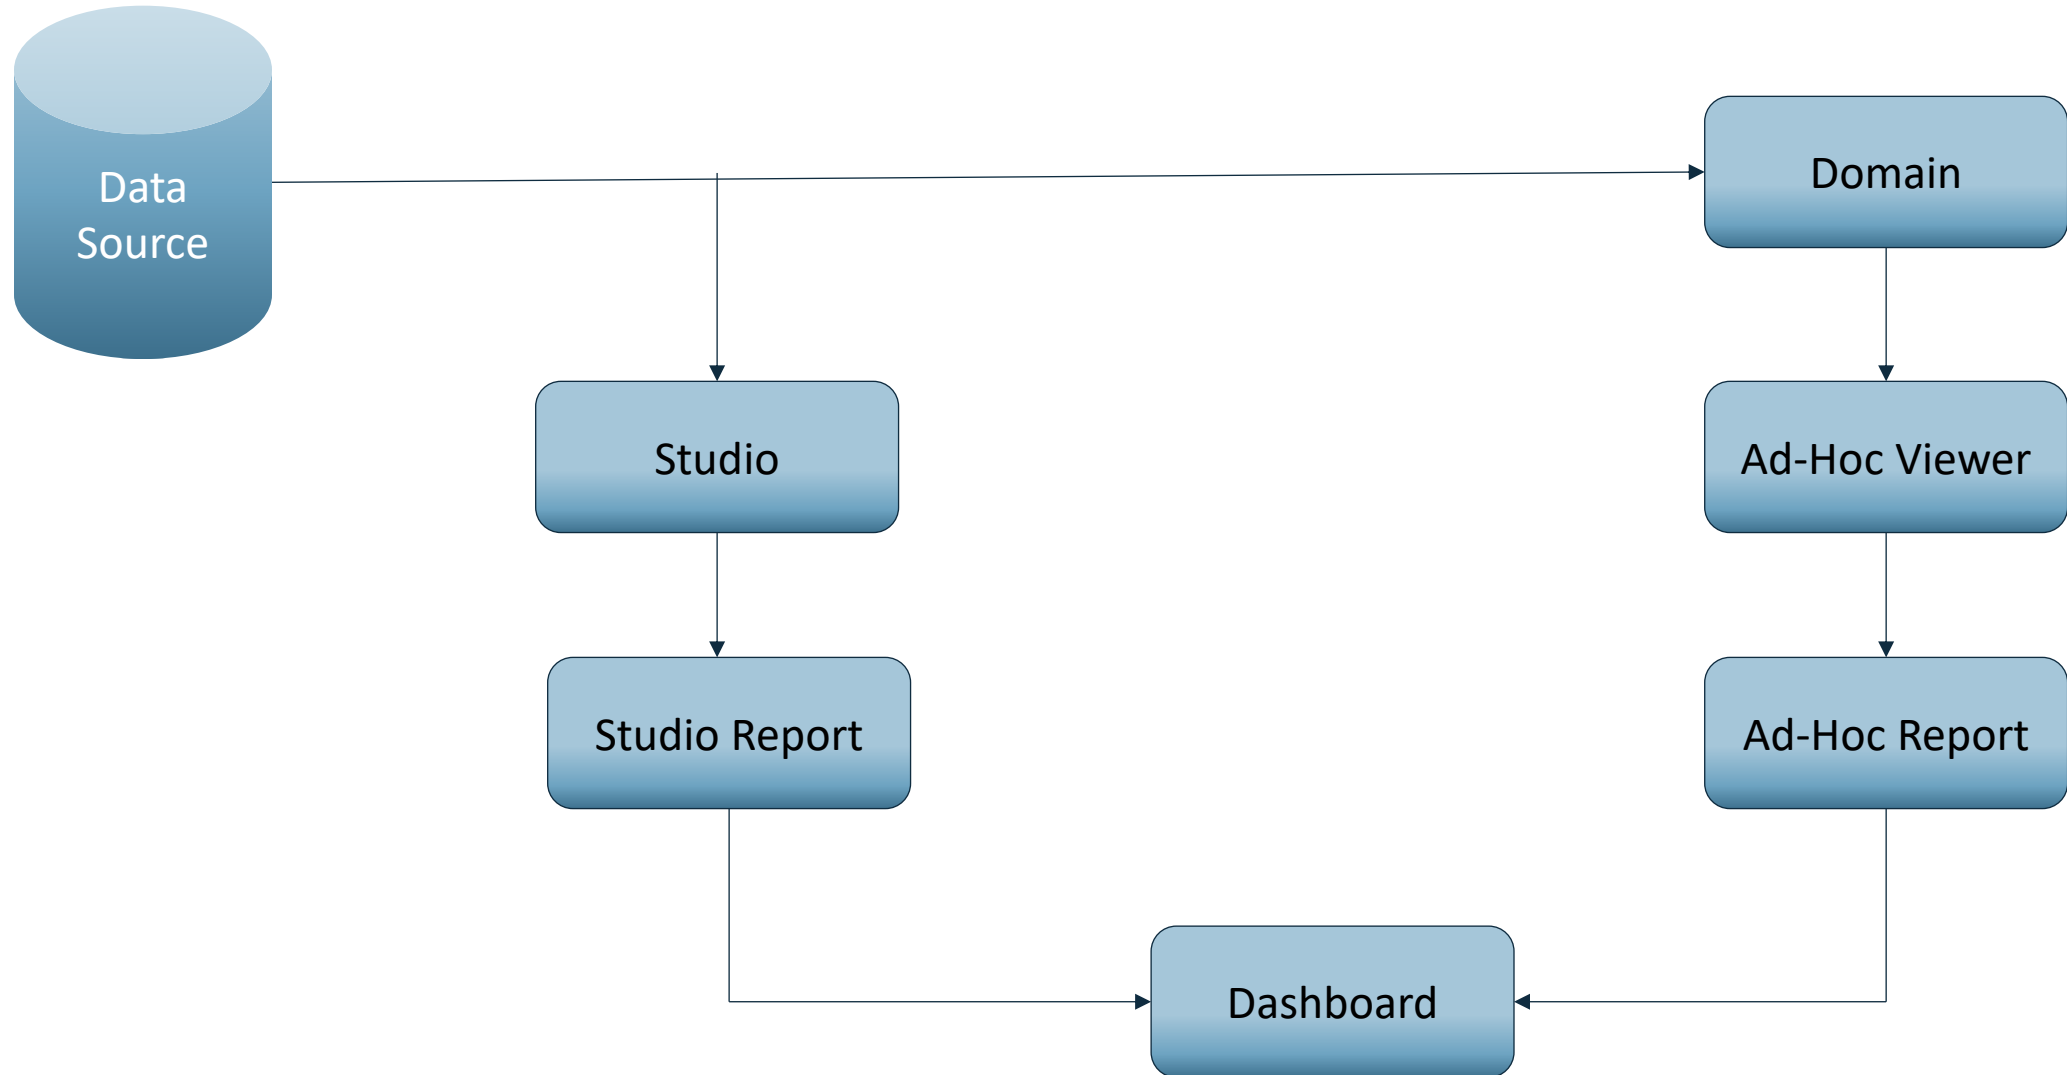 Data
Source
Domain
Studio
Ad-Hoc Viewer
Studio Report
Ad-Hoc Report
Dashboard